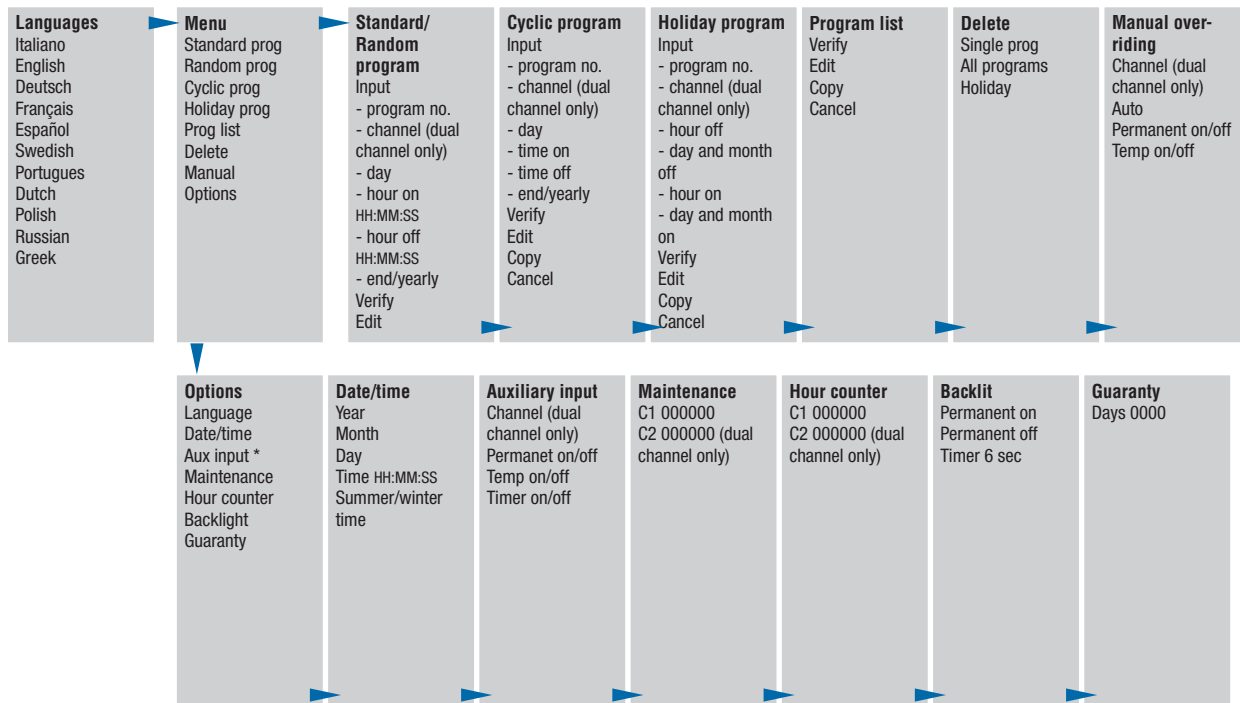 Languages
Italiano
English
Deutsch
Français
Español
Swedish
Portugues
Dutch
Polish
Russian
Greek
Menu
Standard prog
Random prog
Cyclic prog
Holiday prog
Prog list
Delete
Manual
Options
Standard/
Random
program
Input
- program no.
- channel (dual
channel only)
- day
- hour on
HH:MM:SS
- hour off
HH:MM:SS
- end/yearly
Verify
Edit
Cyclic program
Input
- program no.
- channel (dual
channel only)
- day
- time on
- time off
- end/yearly
Verify
Edit
Copy
Cancel
Holiday program
Input
- program no.
- channel (dual
channel only)
- hour off
- day and month
off
- hour on
- day and month
on
Verify
Edit
Copy
Cancel
Program list
Verify
Edit
Copy
Cancel
Delete
Single prog
All programs
Holiday
Manual over-
riding
Channel (dual
channel only)
Auto
Permanent on/off
Temp on/off
Options
Language
Date/time
Aux input *
Maintenance
Hour counter
Backlight
Guaranty
Date/time
Year
Month
Day
Time HH:MM:SS
Summer/winter
time
Auxiliary input
Channel (dual
channel only)
Permanet on/off
Temp on/off
Timer on/off
Maintenance
C1 000000
C2 000000 (dual
channel only)
Hour counter
C1 000000
C2 000000 (dual
channel only)
Backlit
Permanent on
Permanent off
Timer 6 sec
Guaranty
Days 0000